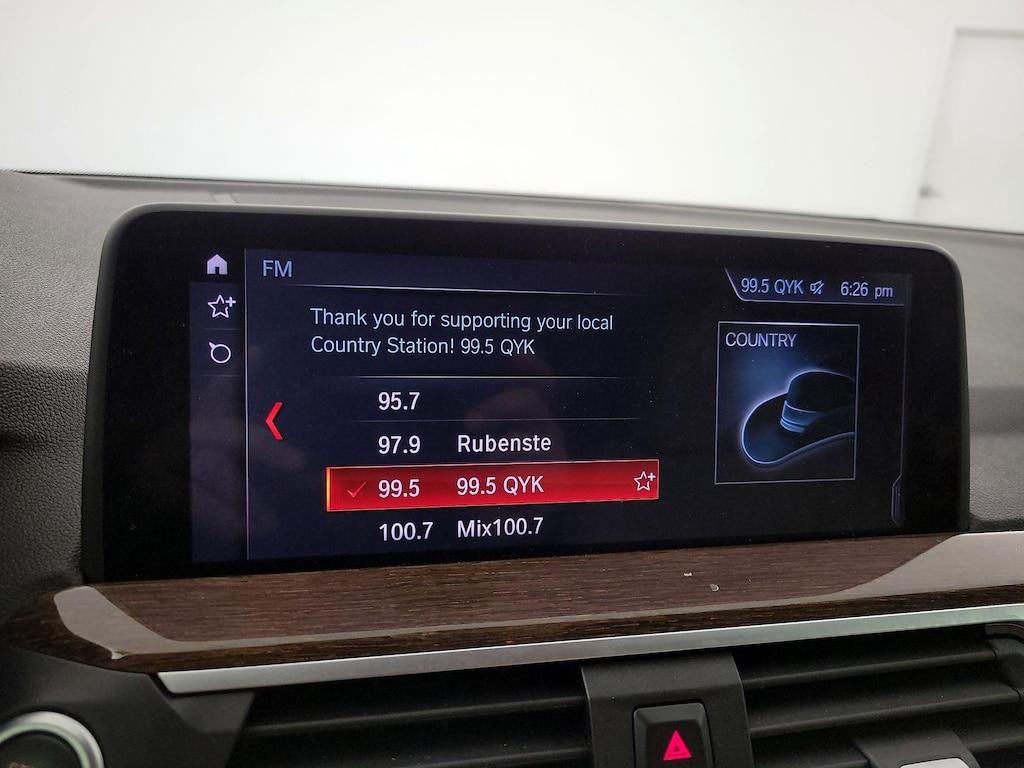 FM
99.5 QYK 6:26 pm
Thank you for supporting your local
Country Station! 99.5 QYK
COUNTRY
95.7
97.9 Rubenste
99.5 99.5 QYK
100.7 Mix100.7